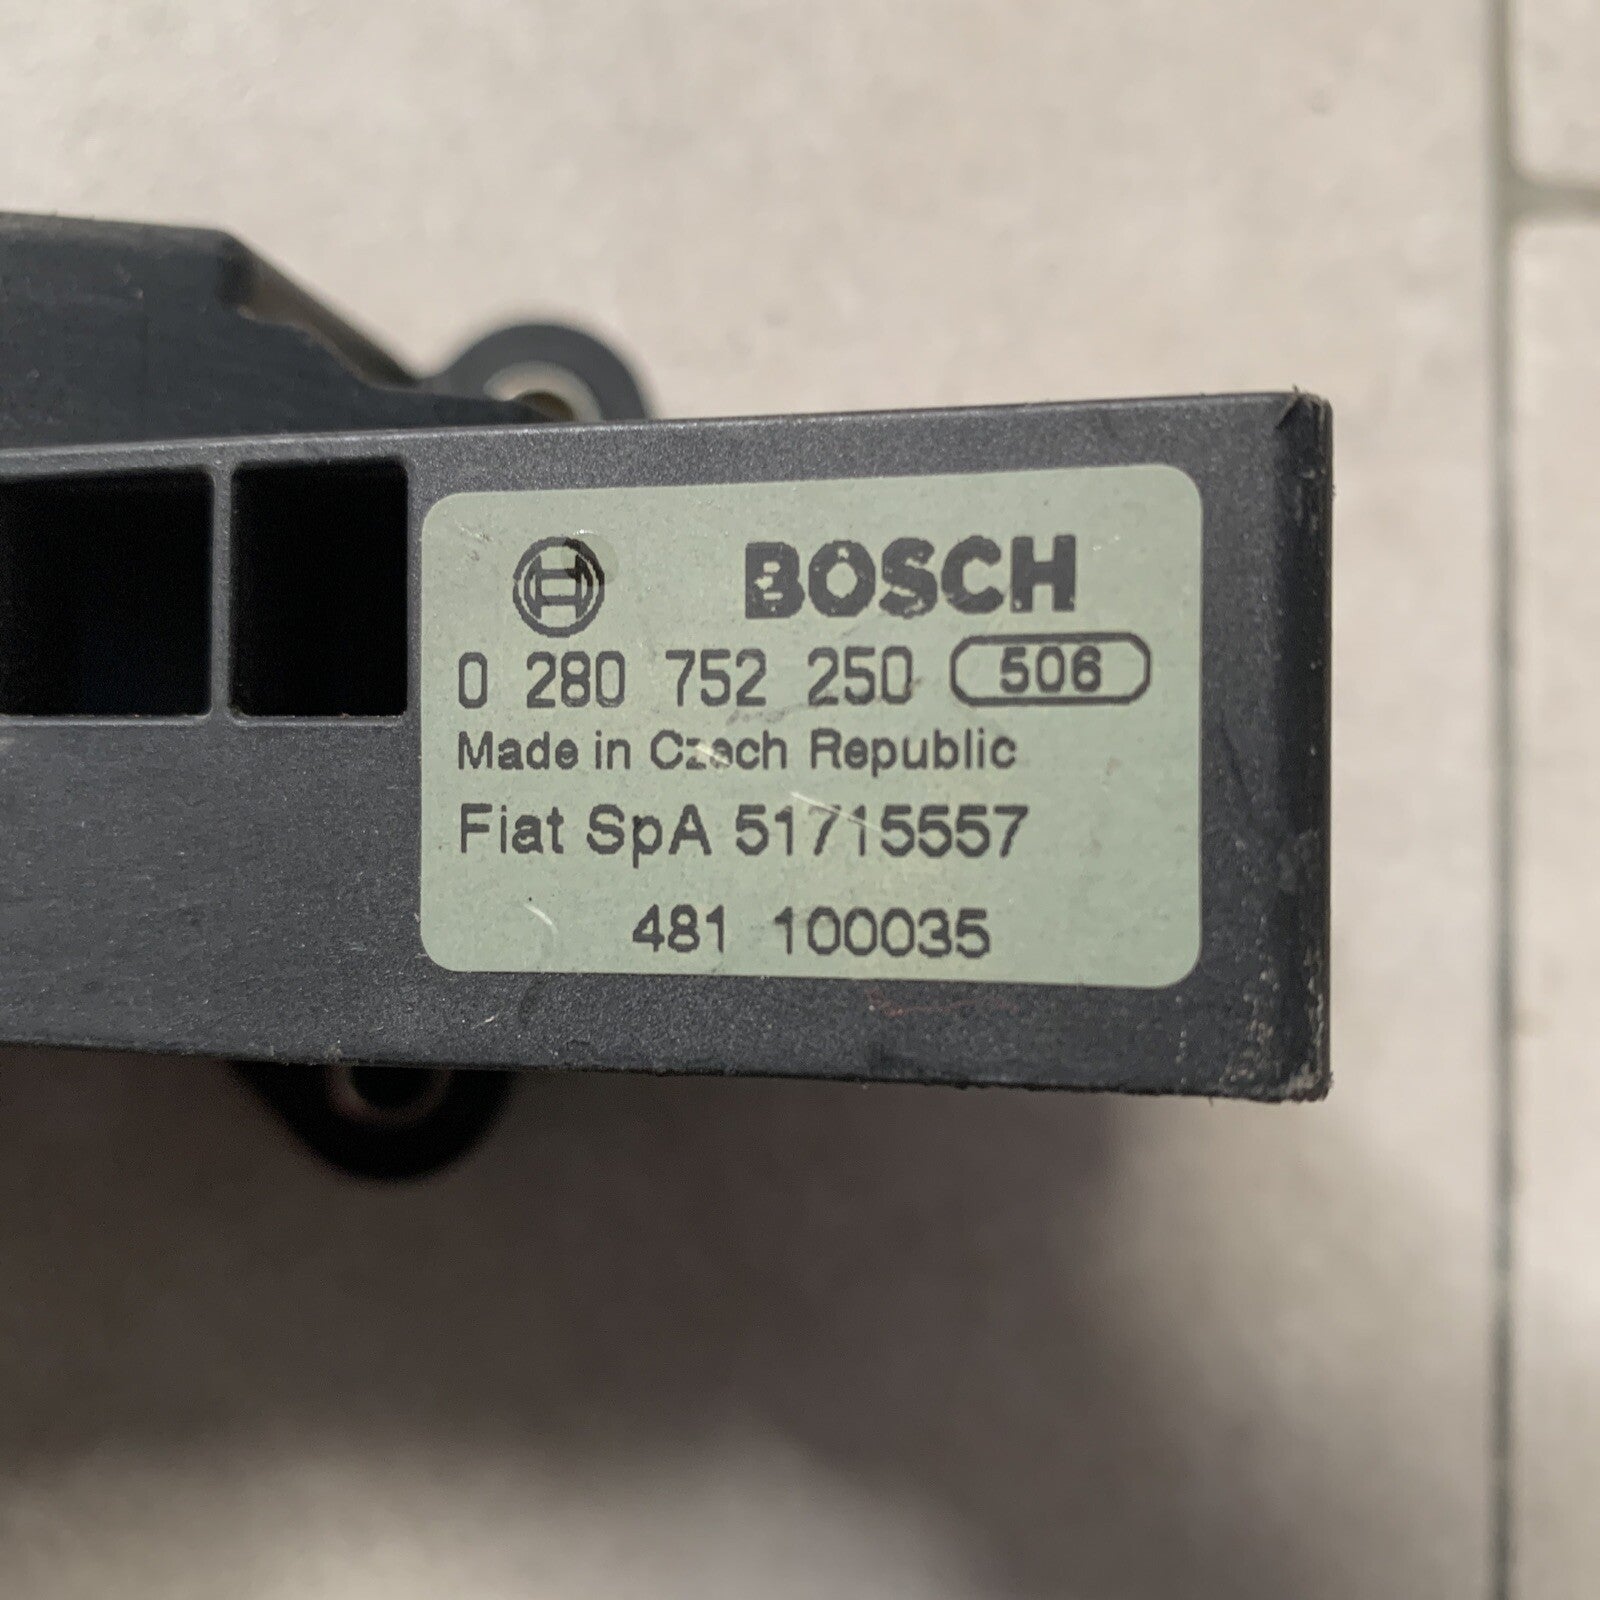 BOSCH
0 280 752 250 506
Made in Czech Republic
Fiat SpA 51715557
481 100035